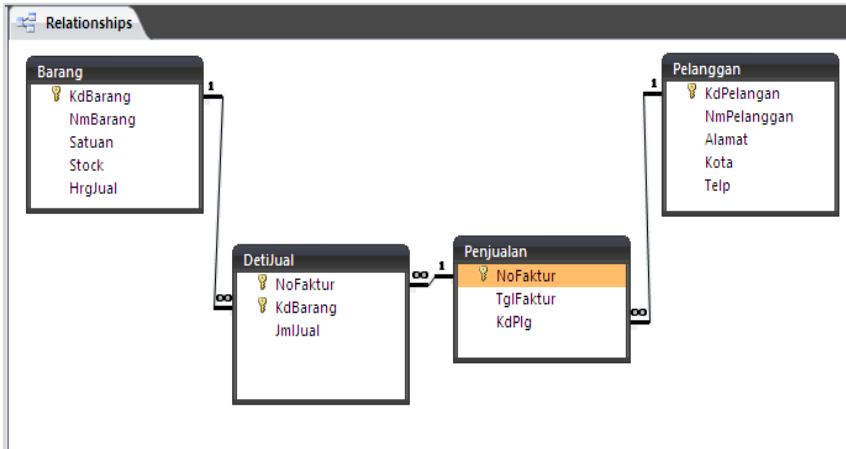 Relationships
Barang
KdBarang
NmBarang
Satuan
Stock
HrgJual
1
∞
DetiJual
NoFaktur
KdBarang
JmlJual
∞
1
Penjualan
NoFaktur
TglFaktur
KdPlg
∞
1
Pelanggan
KdPelangan
NmPelanggan
Alamat
Kota
Telp